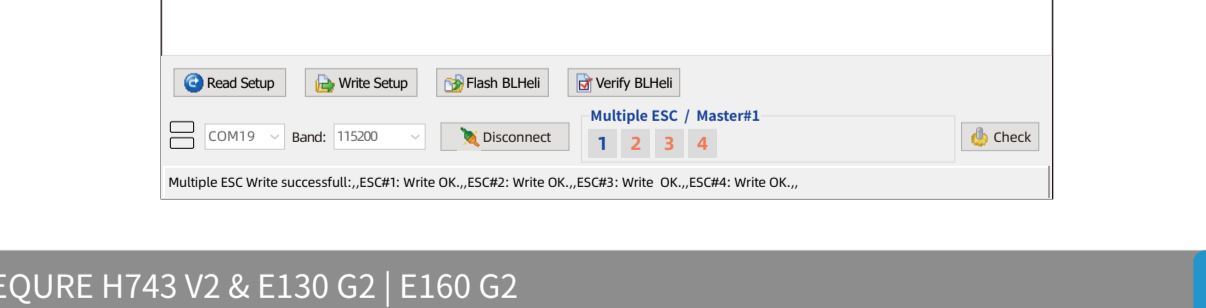 Read Setup Write Setup Flash BLHeli Verify BLHeli
Multiple ESC / Master#1
COM19 Band: 115200 Disconnect 1 2 3 4 Check
Multiple ESC Write successfull:,,ESC#1: Write OK.,,ESC#2: Write OK.,,ESC#3: Write OK.,,ESC#4: Write OK.,,
EQURE H743 V2 & E130 G2 | E160 G2